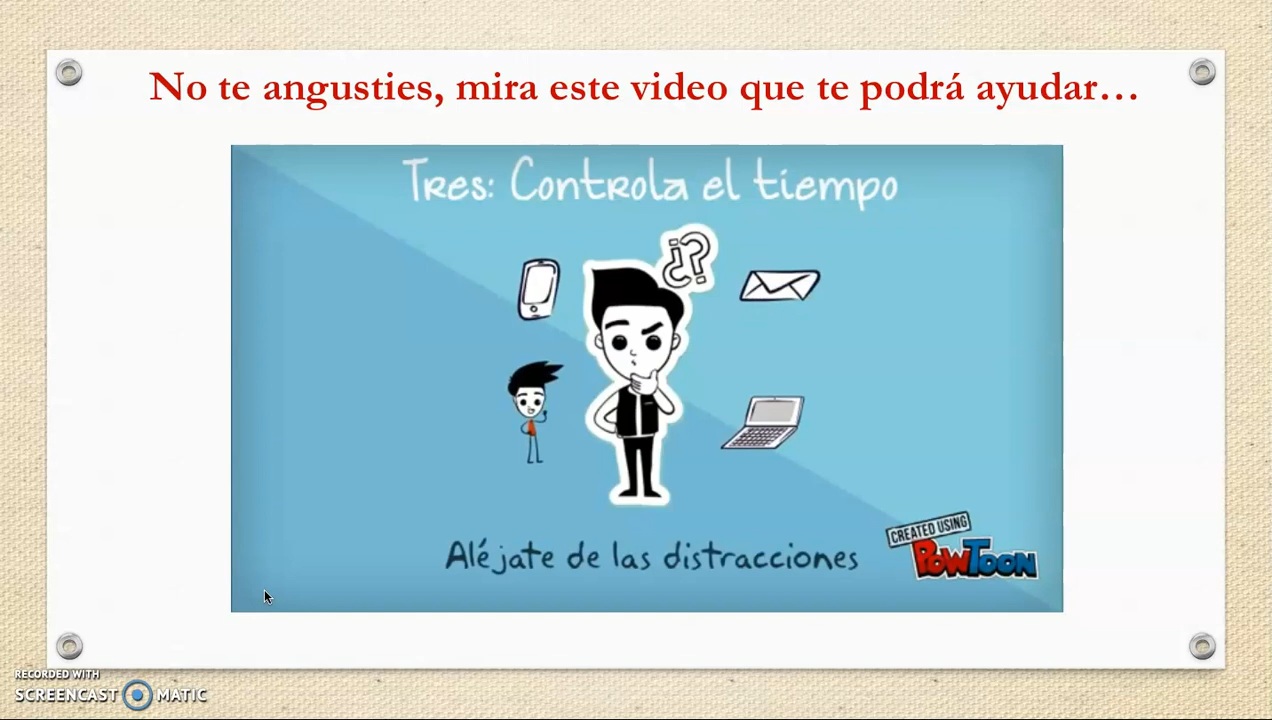 No te angusties, mira este video que te podrá ayudar...
Tres: Controla el tiempo
¿?
Aléjate de las distracciones
CREATED USING
POWTOON
RECORDED WITH
SCREENCAST MATIC